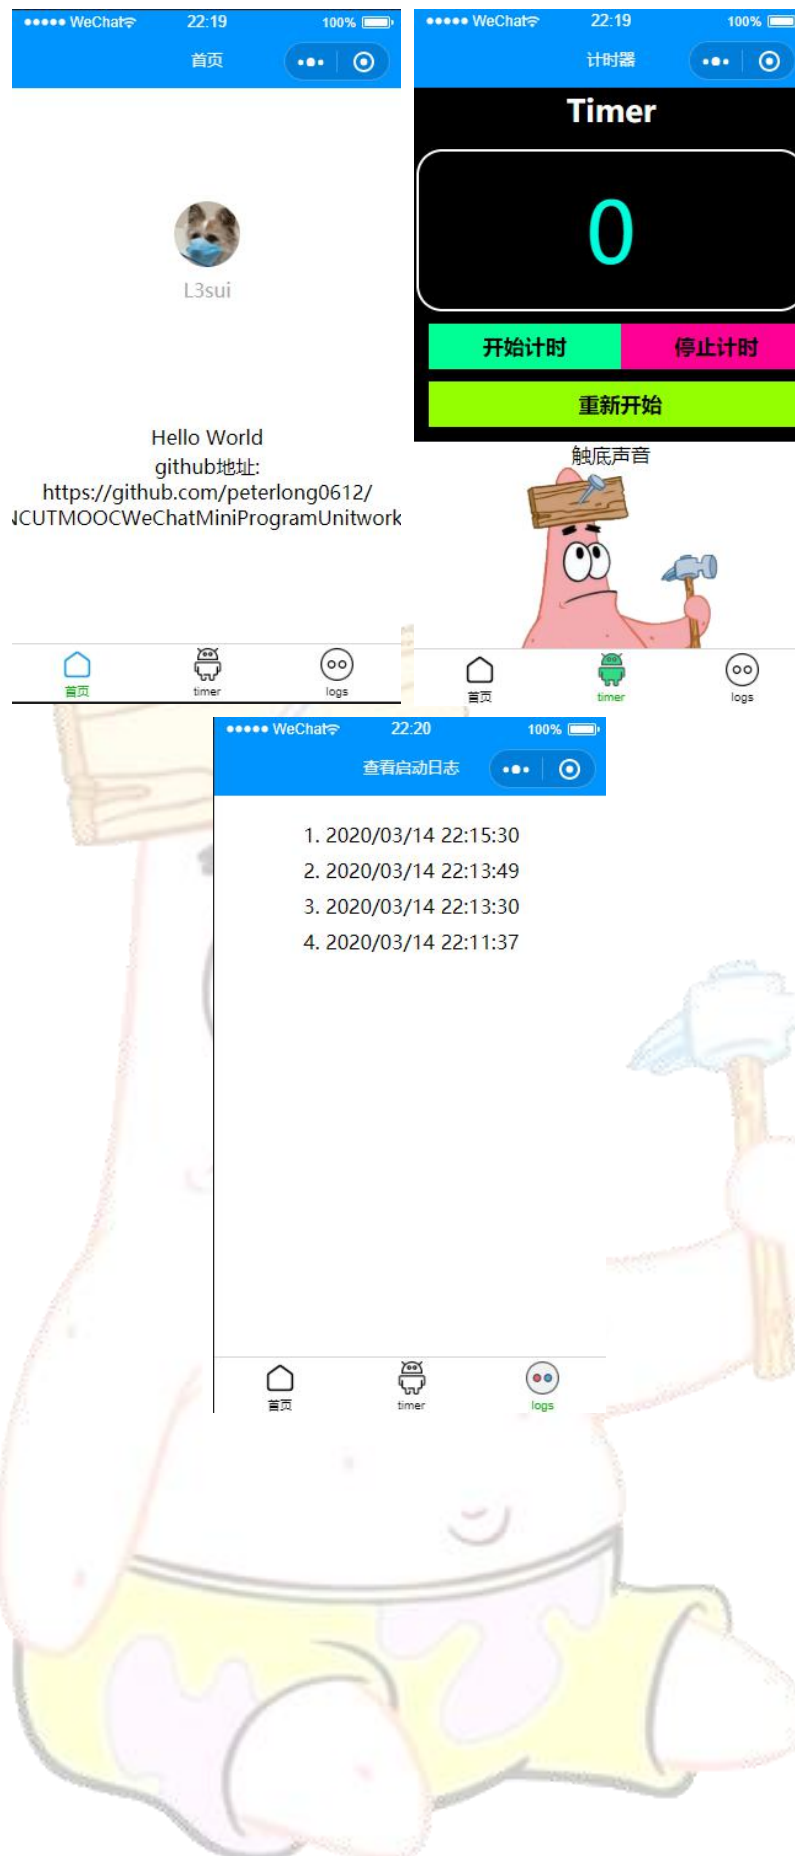 WeChat 22:19 100%
首页
L3sui
Hello World
github地址:
https://github.com/peterlong0612/
NCUTMOOCWeChatMiniProgramUnitwork
首页 timer logs
WeChat 22:19 100%
计时器
Timer
0
开始计时 停止计时
重新开始
触底声音
首页 timer logs
WeChat 22:20 100%
查看启动日志
1. 2020/03/14 22:15:30
2. 2020/03/14 22:13:49
3. 2020/03/14 22:13:30
4. 2020/03/14 22:11:37
首页 timer logs